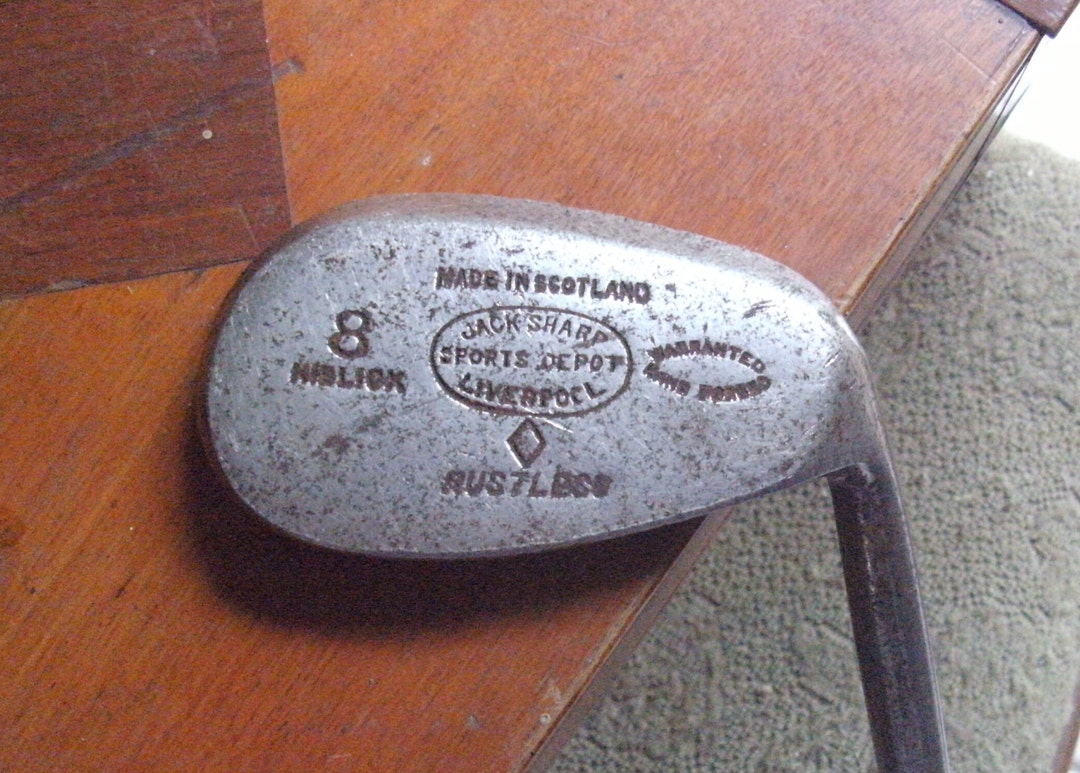 MADE IN SCOTLAND
8
NIBLICK
JACK SHARP
SPORTS DEPOT
LIVERPOOL
WARRANTED
HAND FORGED
RUSTLESS